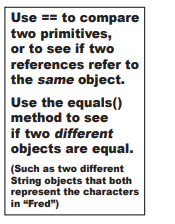 Use == to compare
two primitives,
or to see if two
references refer to
the same object.
Use the equals()
method to see
if two different
objects are equal.
(Such as two different
String objects that both
represent the characters
in “Fred”)